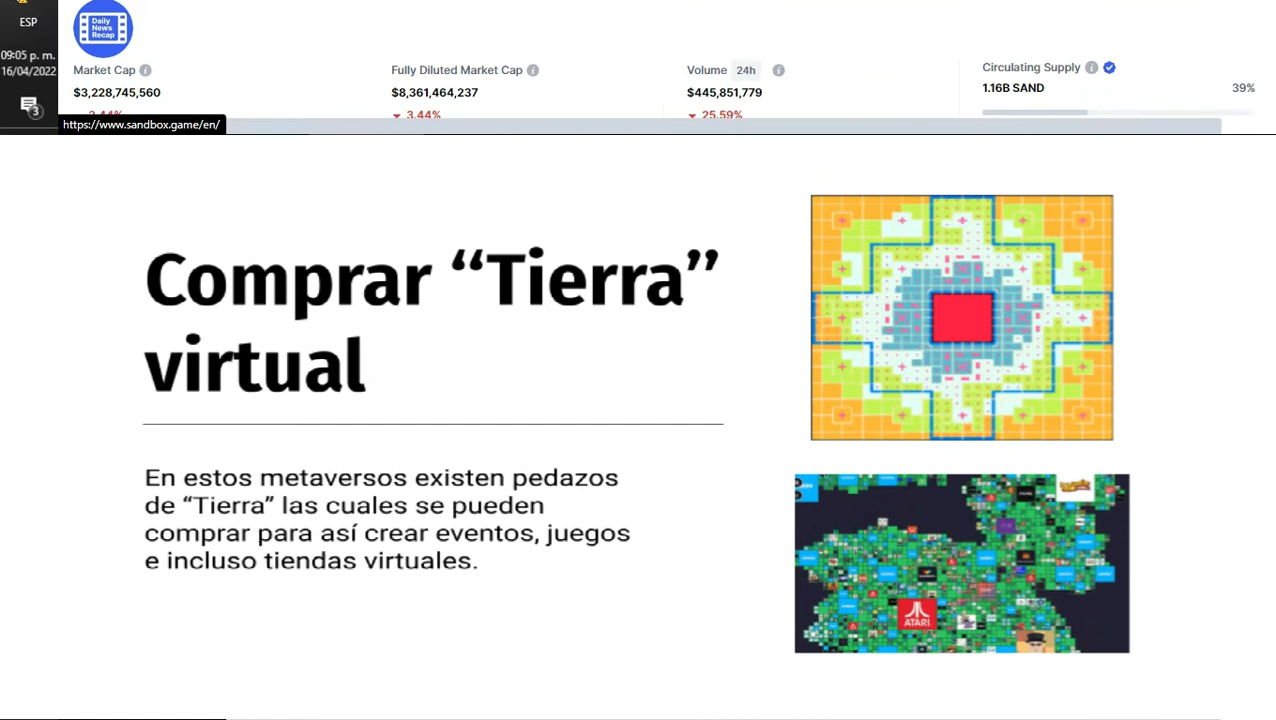 ESP
09:05 p. m.
16/04/2022
3
Daily
News
Recap
Market Cap
$3,228,745,560
3.44%
Fully Diluted Market Cap
$8,361,464,237
3.44%
Volume 24h
$445,851,779
25.59%
Circulating Supply
1.16B SAND
39%
https://www.sandbox.game/en/
Comprar “Tierra”
virtual
En estos metaversos existen pedazos
de “Tierra” las cuales se pueden
comprar para así crear eventos, juegos
e incluso tiendas virtuales.
ATARI